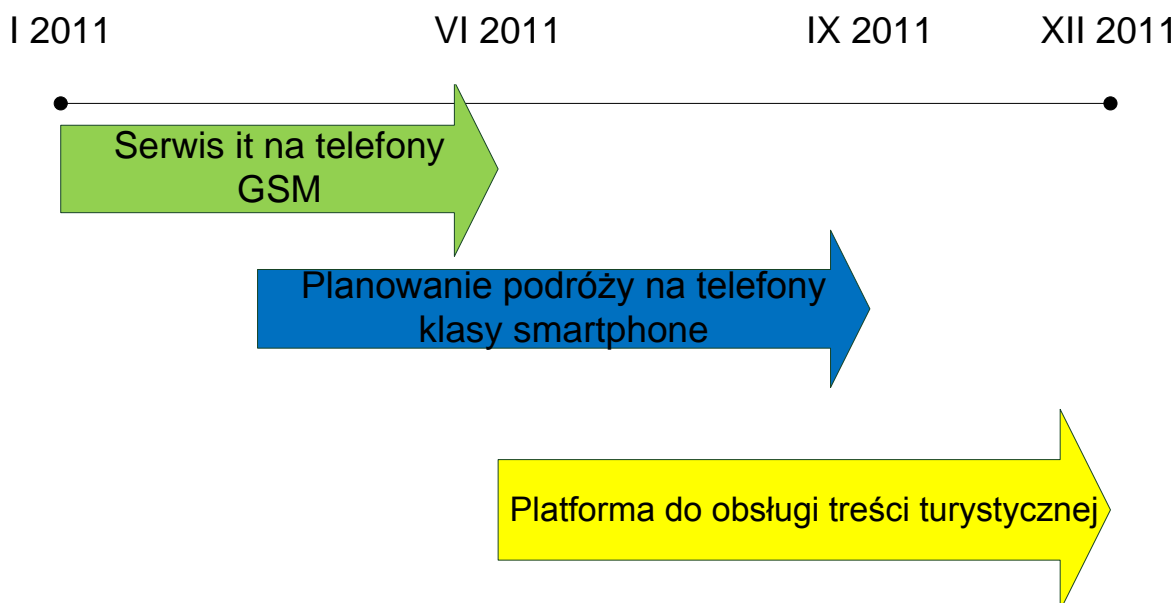 I 2011 VI 2011 IX 2011 XII 2011
Serwis it na telefony
GSM
Planowanie podróży na telefony
klasy smartphone
Platforma do obsługi treści turystycznej